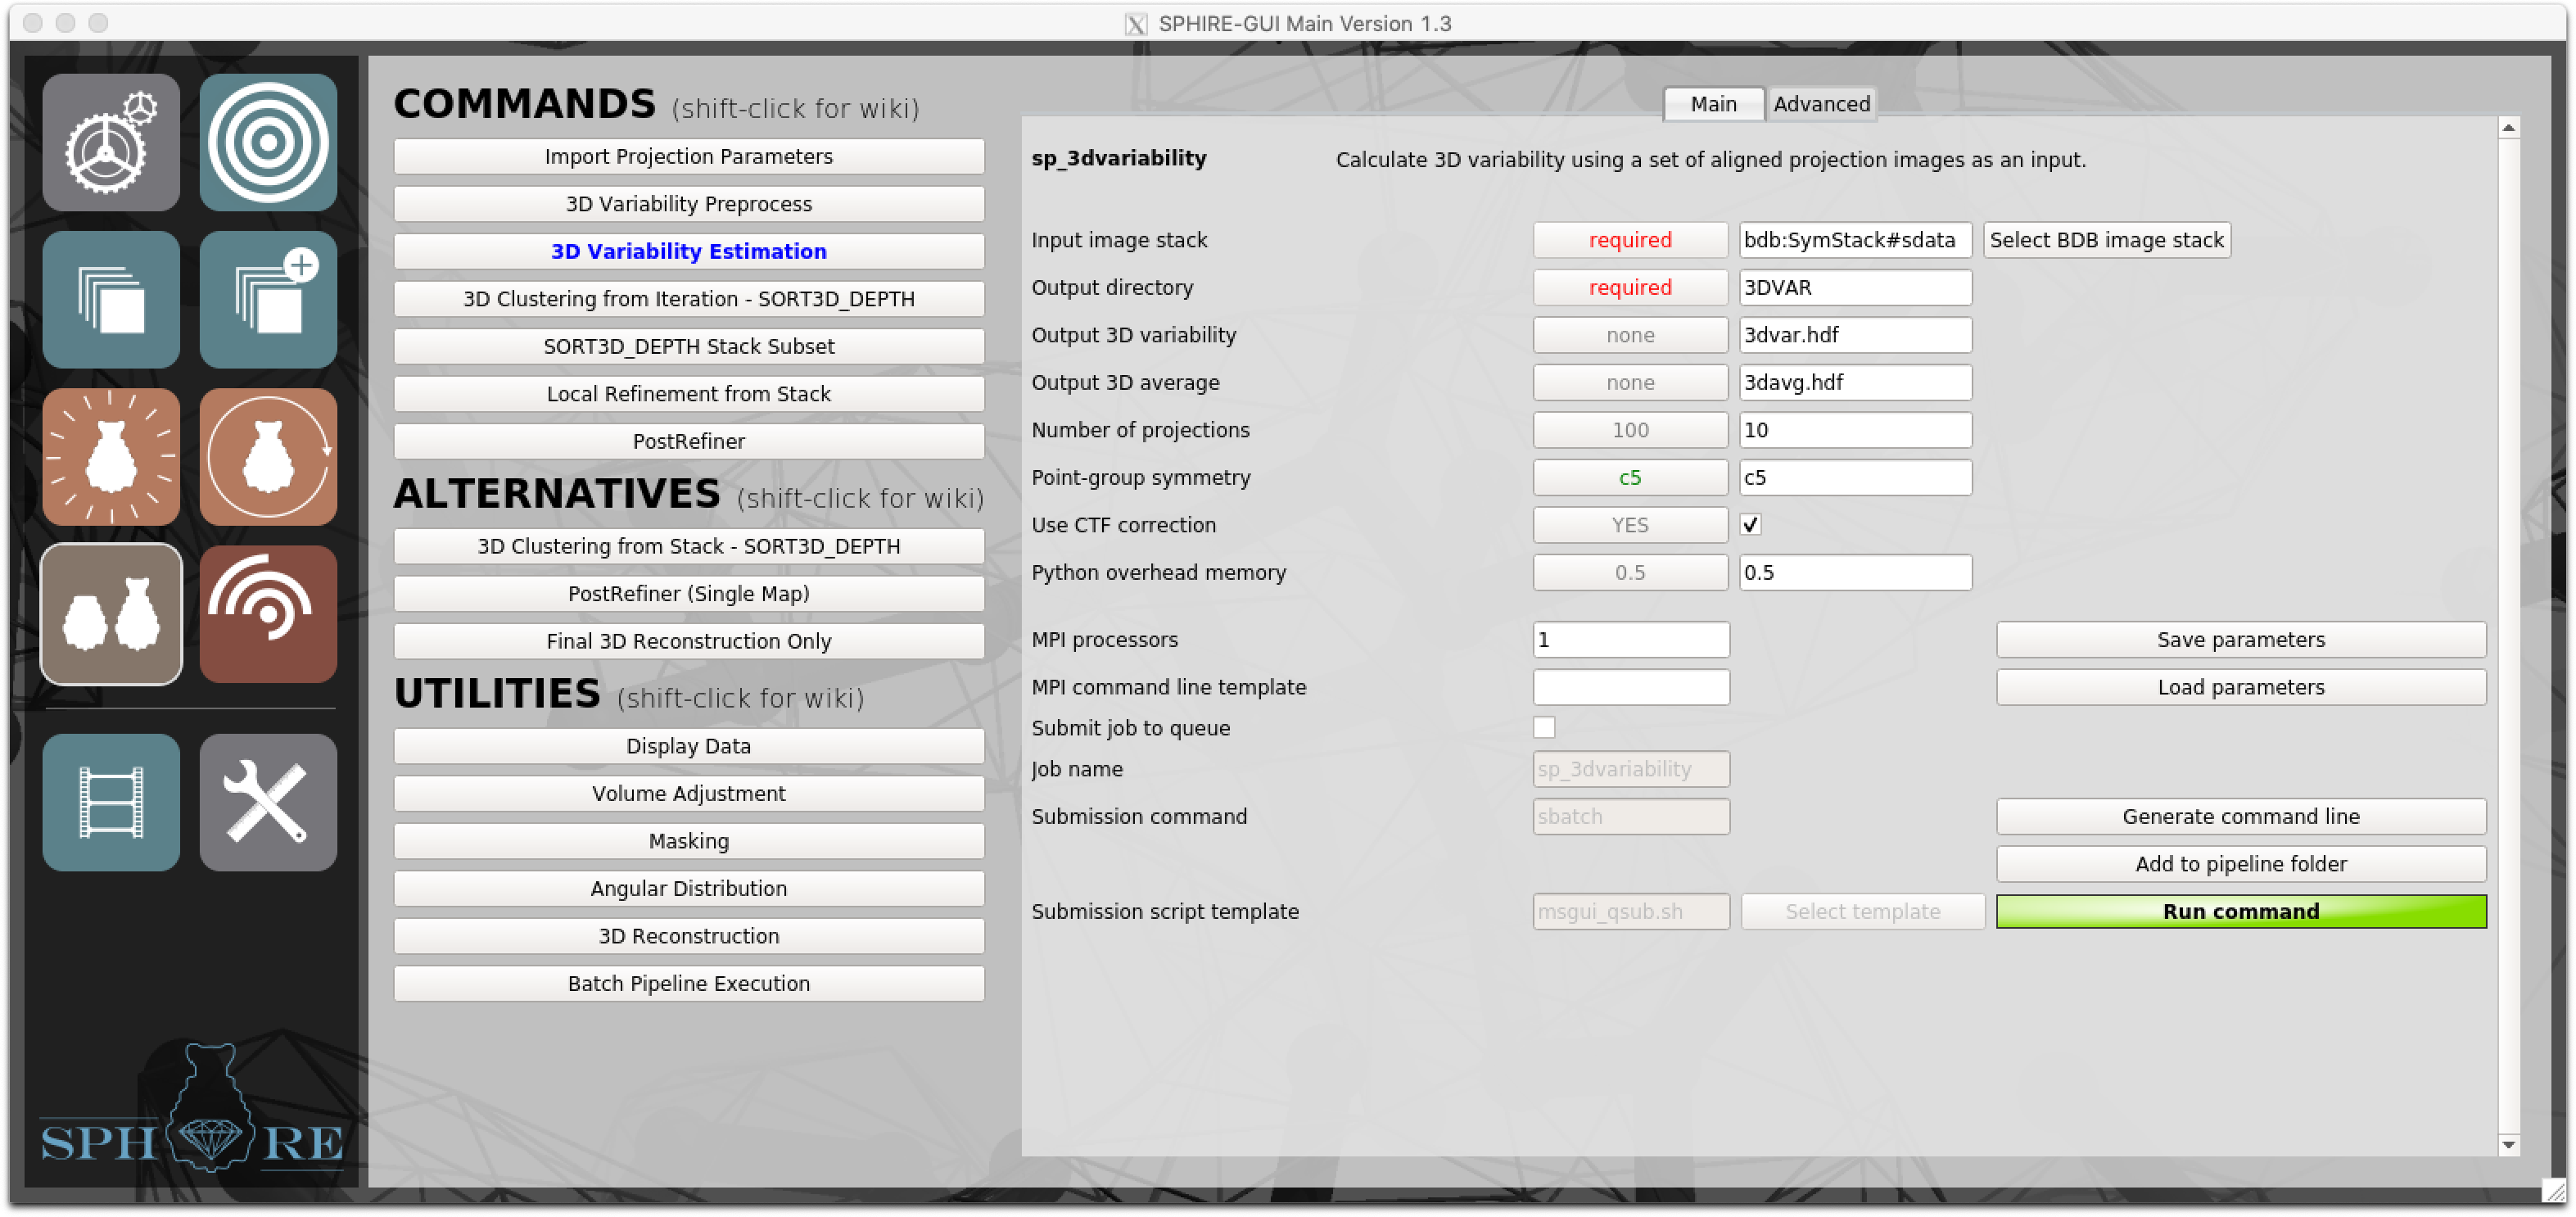 SPHIRE-GUI Main Version 1.3
COMMANDS (shift-click for wiki)
Import Projection Parameters
3D Variability Preprocess
3D Variability Estimation
3D Clustering from Iteration - SORT3D_DEPTH
SORT3D_DEPTH Stack Subset
Local Refinement from Stack
PostRefiner
ALTERNATIVES (shift-click for wiki)
3D Clustering from Stack - SORT3D_DEPTH
PostRefiner (Single Map)
Final 3D Reconstruction Only
UTILITIES (shift-click for wiki)
Display Data
Volume Adjustment
Masking
Angular Distribution
3D Reconstruction
Batch Pipeline Execution
SPH RE
Main Advanced
sp_3dvariability Calculate 3D variability using a set of aligned projection images as an input.
Input image stack required bdb:SymStack#sdata Select BDB image stack
Output directory required 3DVAR
Output 3D variability none 3dvar.hdf
Output 3D average none 3davg.hdf
Number of projections 100 10
Point-group symmetry c5 c5
Use CTF correction YES
Python overhead memory 0.5 0.5
MPI processors 1 Save parameters
MPI command line template Load parameters
Submit job to queue
Job name sp_3dvariability
Submission command sbatch Generate command line
Add to pipeline folder
Submission script template msgui_qsub.sh Select template Run command